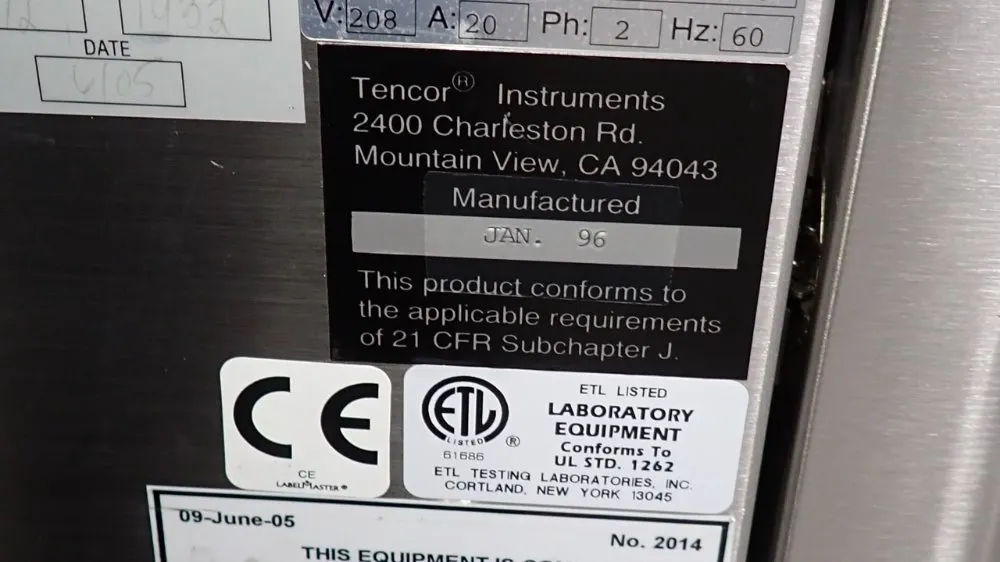 V: 208 A: 20 Ph: 2 Hz: 60
DATE
6/05
Tencor® Instruments
2400 Charleston Rd.
Mountain View, CA 94043
Manufactured
JAN. 96
This product conforms to
the applicable requirements
of 21 CFR Subchapter J.
CE
CE
LABELMASTER®
ETL
LISTED
®
61686
ETL LISTED
LABORATORY
EQUIPMENT
Conforms To
UL STD. 1262
ETL TESTING LABORATORIES, INC.
CORTLAND, NEW YORK 13045
09-June-05
No. 2014
THIS EQUIPMENT IS